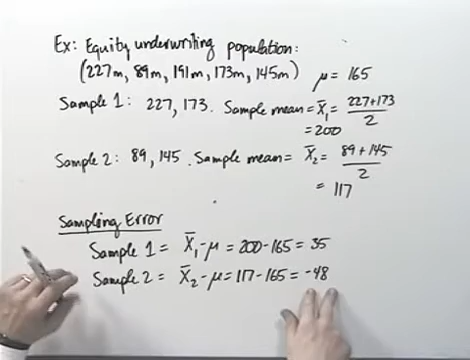 Ex: Equity underwriting population:
(227m, 89m, 191m, 173m, 145m) μ = 165
Sample 1: 227, 173. Sample mean = X̄₁ = (227+173)/2
= 200
Sample 2: 89, 145. Sample mean = X̄₂ = (89+145)/2
= 117
Sampling Error
Sample 1 = X̄₁ - μ = 200 - 165 = 35
Sample 2 = X̄₂ - μ = 117 - 165 = -48